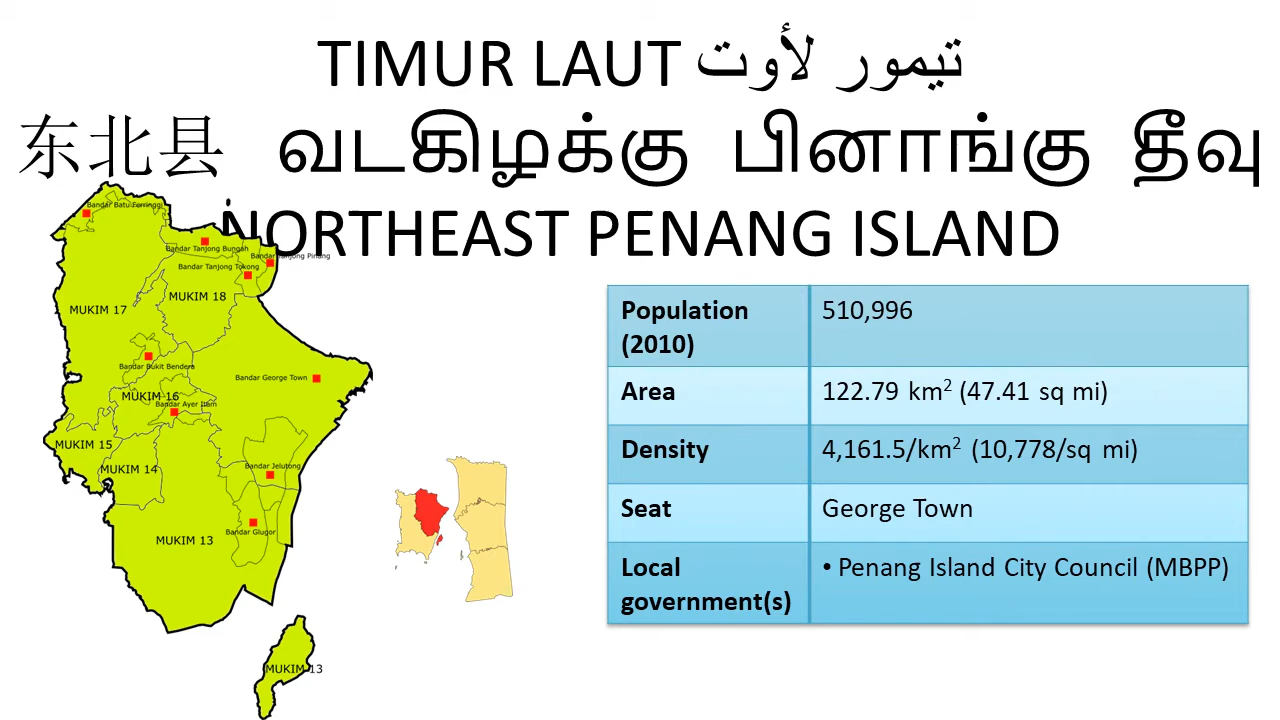 TIMUR LAUT تيمور لأوت
东北县 வடகிழக்கு பினாங்கு தீவு
NORTHEAST PENANG ISLAND
Bandar Batu Ferringgi
Bandar Tanjong Bungah
Bandar Tanjong Pinang
Bandar Tanjong Tokong
MUKIM 18
MUKIM 17
Bandar Bukit Bendera
Bandar George Town
MUKIM 16
Bandar Ayer Itam
MUKIM 15
MUKIM 14
Bandar Jelutong
Bandar Glugor
MUKIM 13
MUKIM 13
Population (2010) 510,996
Area 122.79 km² (47.41 sq mi)
Density 4,161.5/km² (10,778/sq mi)
Seat George Town
Local government(s) • Penang Island City Council (MBPP)